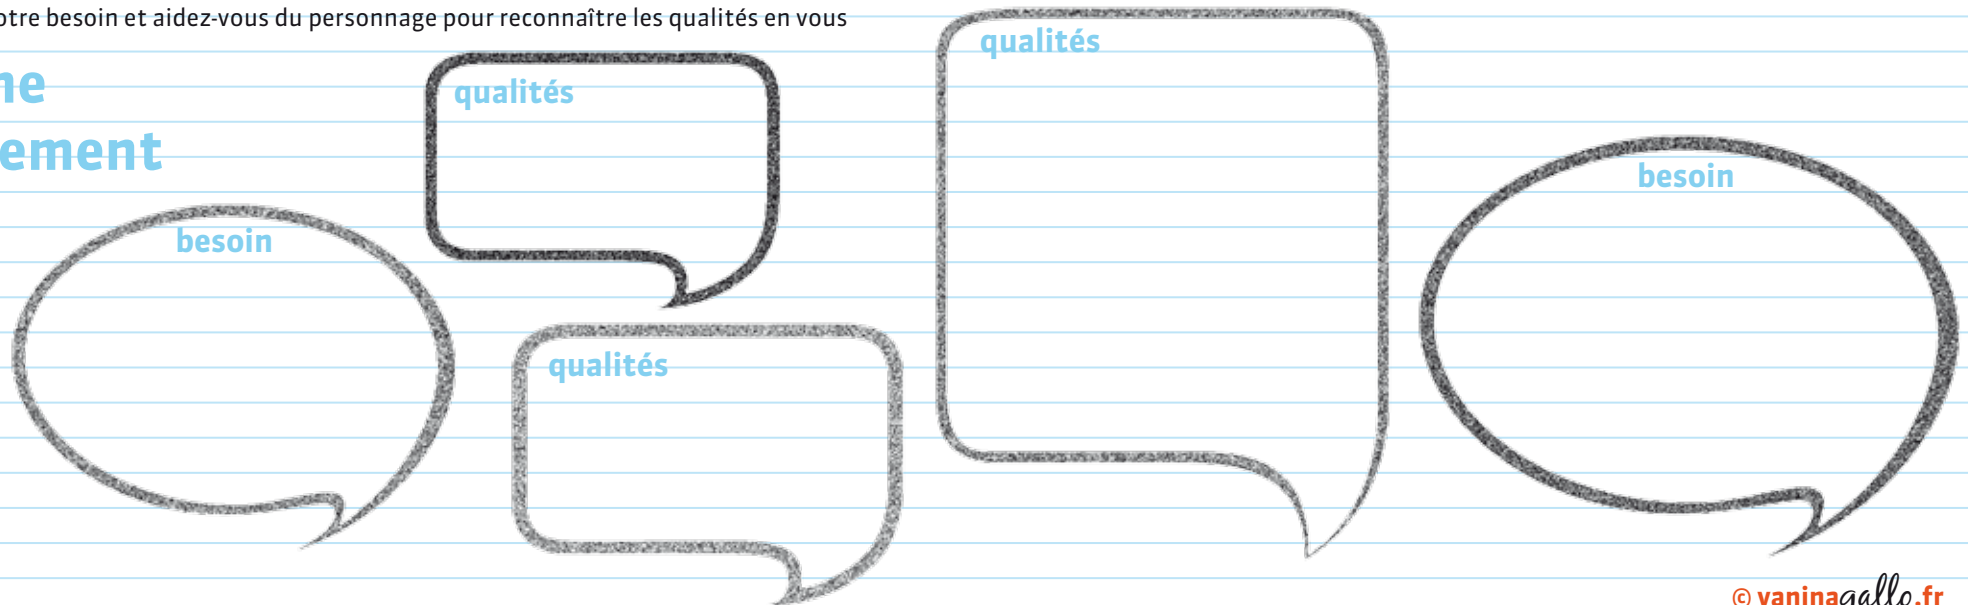 otre besoin et aidez-vous du personnage pour reconnaître les qualités en vous
ne
ement
besoin
qualités
qualités
qualités
besoin
© vaninagallo.fr